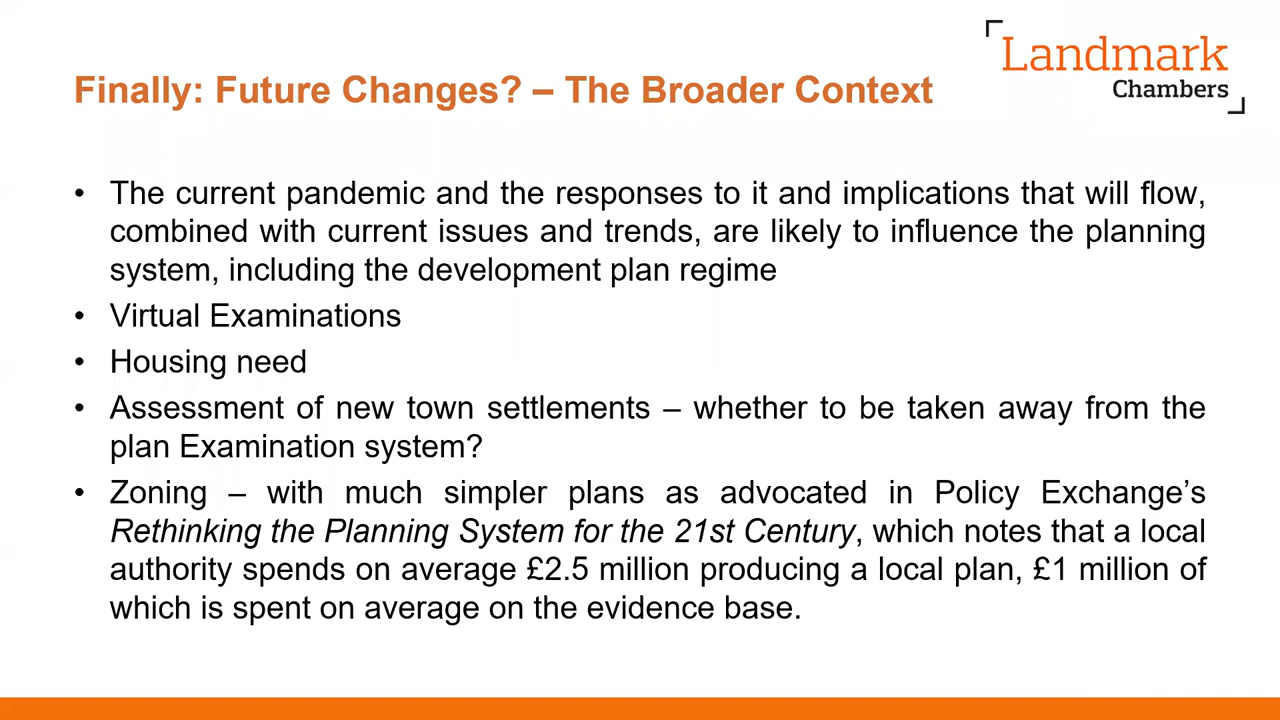 Finally: Future Changes? – The Broader Context
Landmark
Chambers
• The current pandemic and the responses to it and implications that will flow,
combined with current issues and trends, are likely to influence the planning
system, including the development plan regime
• Virtual Examinations
• Housing need
• Assessment of new town settlements – whether to be taken away from the
plan Examination system?
• Zoning – with much simpler plans as advocated in Policy Exchange’s
Rethinking the Planning System for the 21st Century, which notes that a local
authority spends on average £2.5 million producing a local plan, £1 million of
which is spent on average on the evidence base.